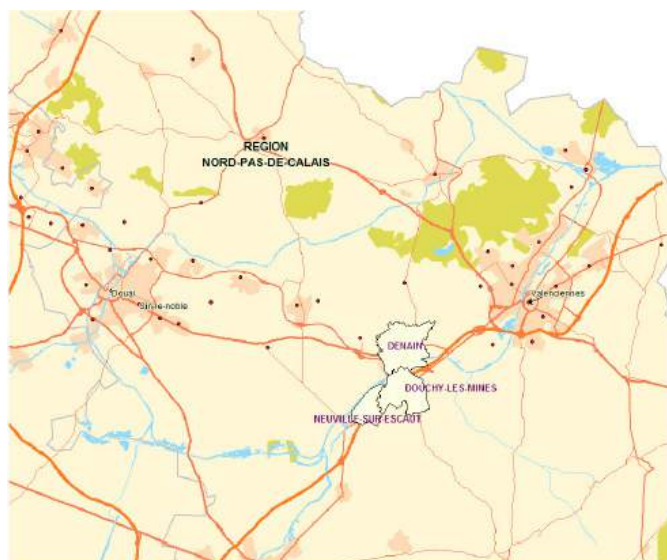 REGION
NORD-PAS-DE-CALAIS
Douai
Sin-le-noble
Valenciennes
DENAIN
DOUCHY-LES-MINES
NEUVILLE-SUR-ESCAUT